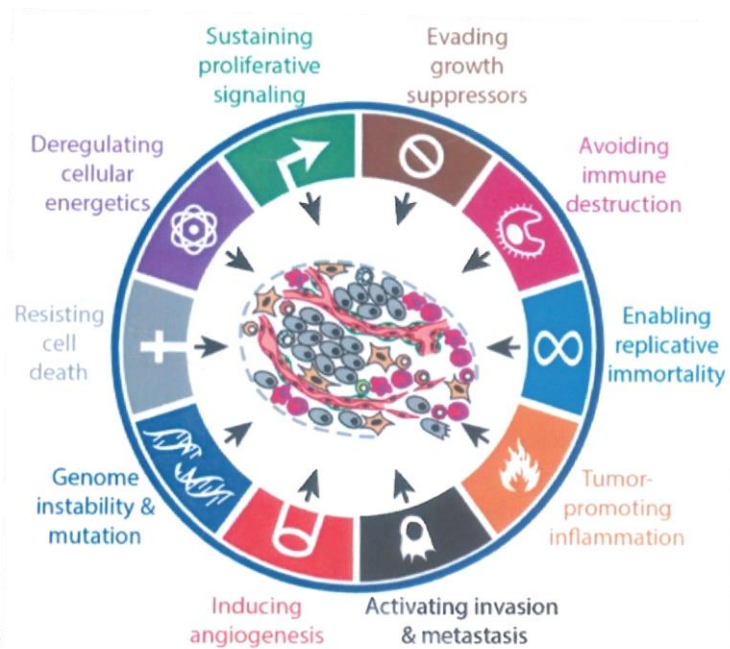 Sustaining
proliferative
signaling
Evading
growth
suppressors
Avoiding
immune
destruction
Enabling
replicative
immortality
Tumor-
promoting
inflammation
Activating invasion
& metastasis
Inducing
angiogenesis
Genome
instability &
mutation
Resisting
cell
death
Deregulating
cellular
energetics